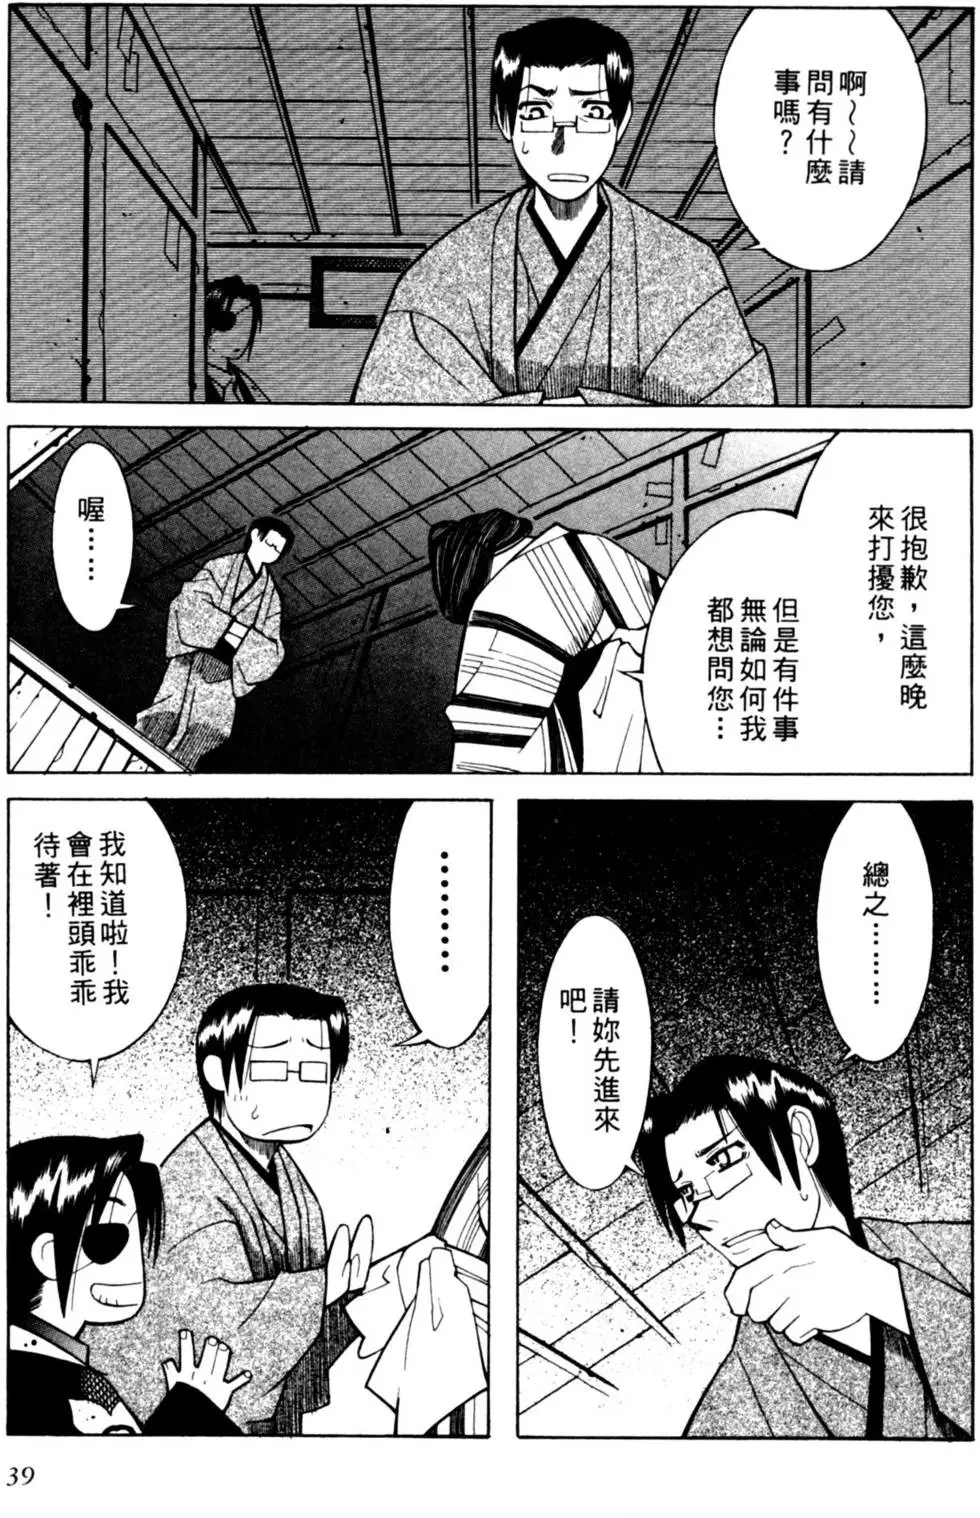 啊～～請
問有什麼
事嗎？
很抱歉，這麼晚
來打擾您，
但是有件事
無論如何我
都想問您…
喔……
總之………
請妳先進來
吧！
………
我知道啦！我
會在裡頭乖乖
待著！
39